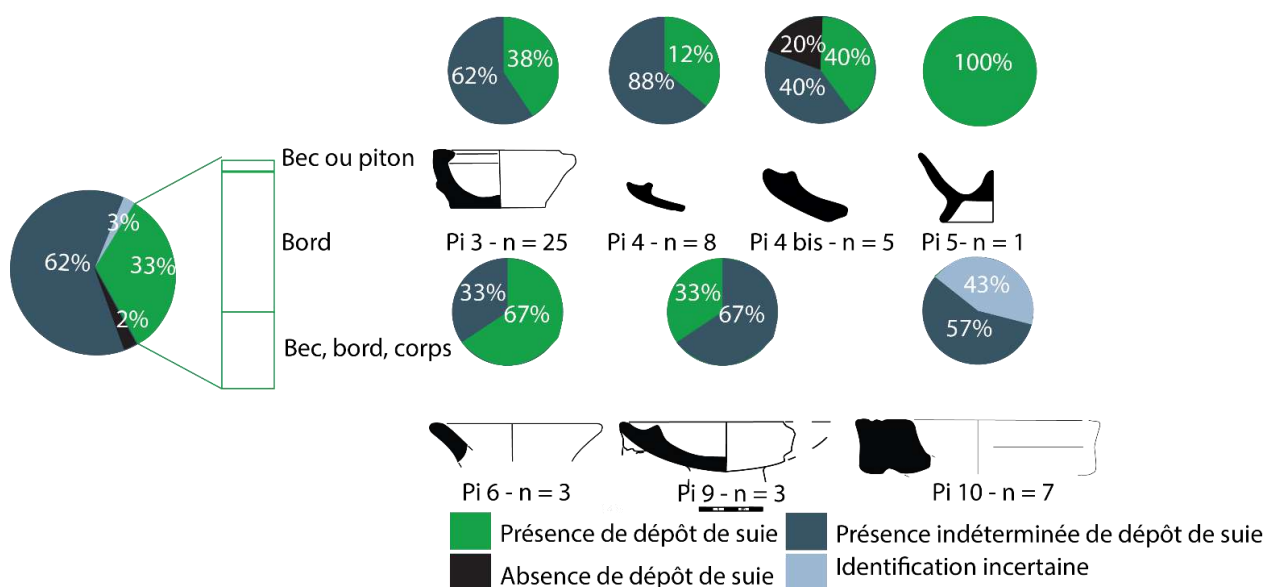 38%
62%
12%
88%
20%
40%
40%
100%
Bec ou piton
Bord
Bec, bord, corps
3%
62%
33%
2%
Pi 3 - n = 25
Pi 4 - n = 8
Pi 4 bis - n = 5
Pi 5- n = 1
33%
67%
33%
67%
43%
57%
Pi 6 - n = 3
Pi 9 - n = 3
Pi 10 - n = 7
Présence de dépôt de suie
Présence indéterminée de dépôt de suie
Absence de dépôt de suie
Identification incertaine